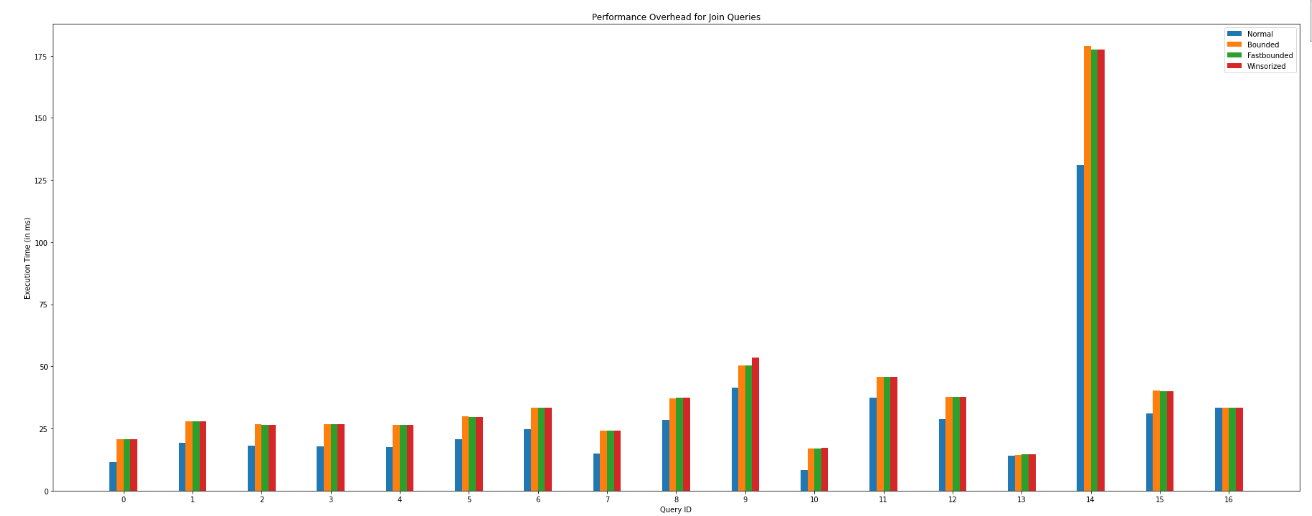 Performance Overhead for Join Queries
Normal
Bounded
Fastbounded
Winsorized
Execution Time (in ms)
175
150
125
100
75
50
25
0
0 1 2 3 4 5 6 7 8 9 10 11 12 13 14 15 16
Query ID